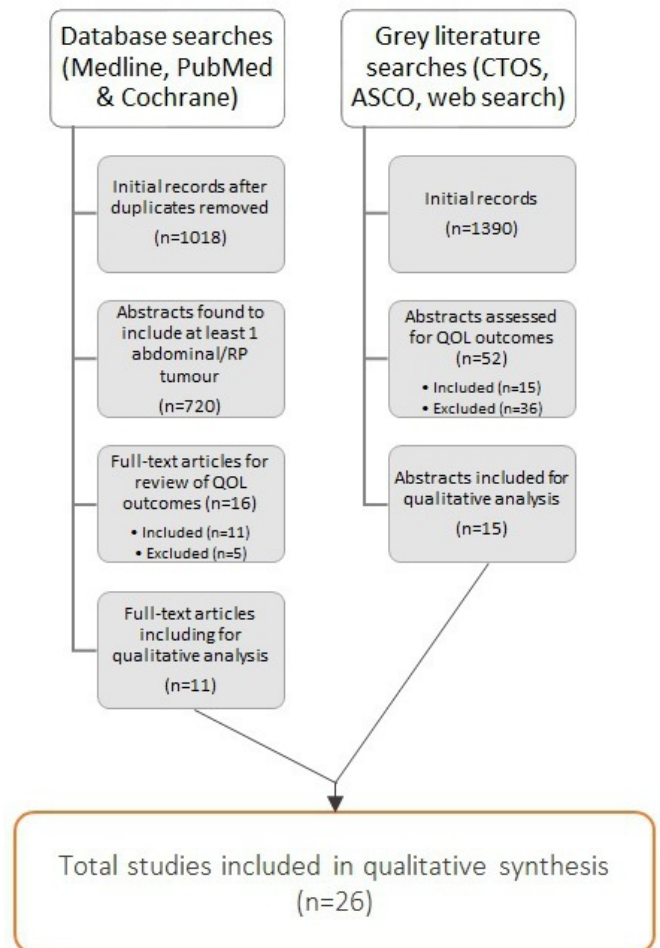 Database searches
(Medline, PubMed
& Cochrane)
Initial records after
duplicates removed
(n=1018)
Abstracts found to
include at least 1
abdominal/RP
tumour
(n=720)
Full-text articles for
review of QOL
outcomes (n=16)
• Included (n=11)
• Excluded (n=5)
Full-text articles
including for
qualitative analysis
(n=11)
Grey literature
searches (CTOS,
ASCO, web search)
Initial records
(n=1390)
Abstracts assessed
for QOL outcomes
(n=52)
• Included (n=15)
• Excluded (n=36)
Abstracts included for
qualitative analysis
(n=15)
Total studies included in qualitative synthesis
(n=26)